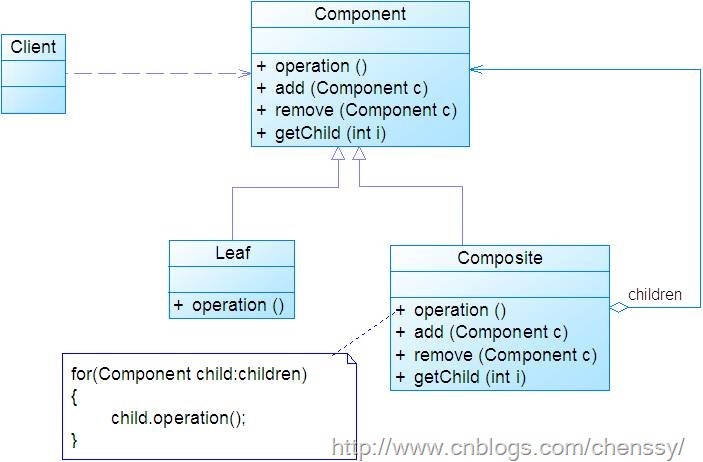 Component
Client
+ operation ()
+ add (Component c)
+ remove (Component c)
+ getChild (int i)
Leaf
+ operation ()
Composite
+ operation ()
+ add (Component c)
+ remove (Component c)
+ getChild (int i)
children
for(Component child:children)
{
child.operation();
}
http://www.cnblogs.com/chenssy/